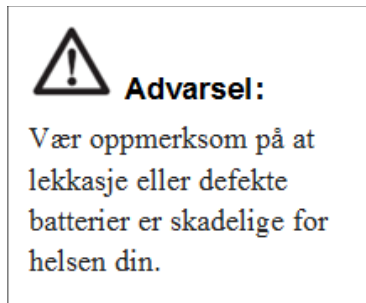 Advarsel:
Vær oppmerksom på at
lekkasje eller defekte
batterier er skadelige for
helsen din.